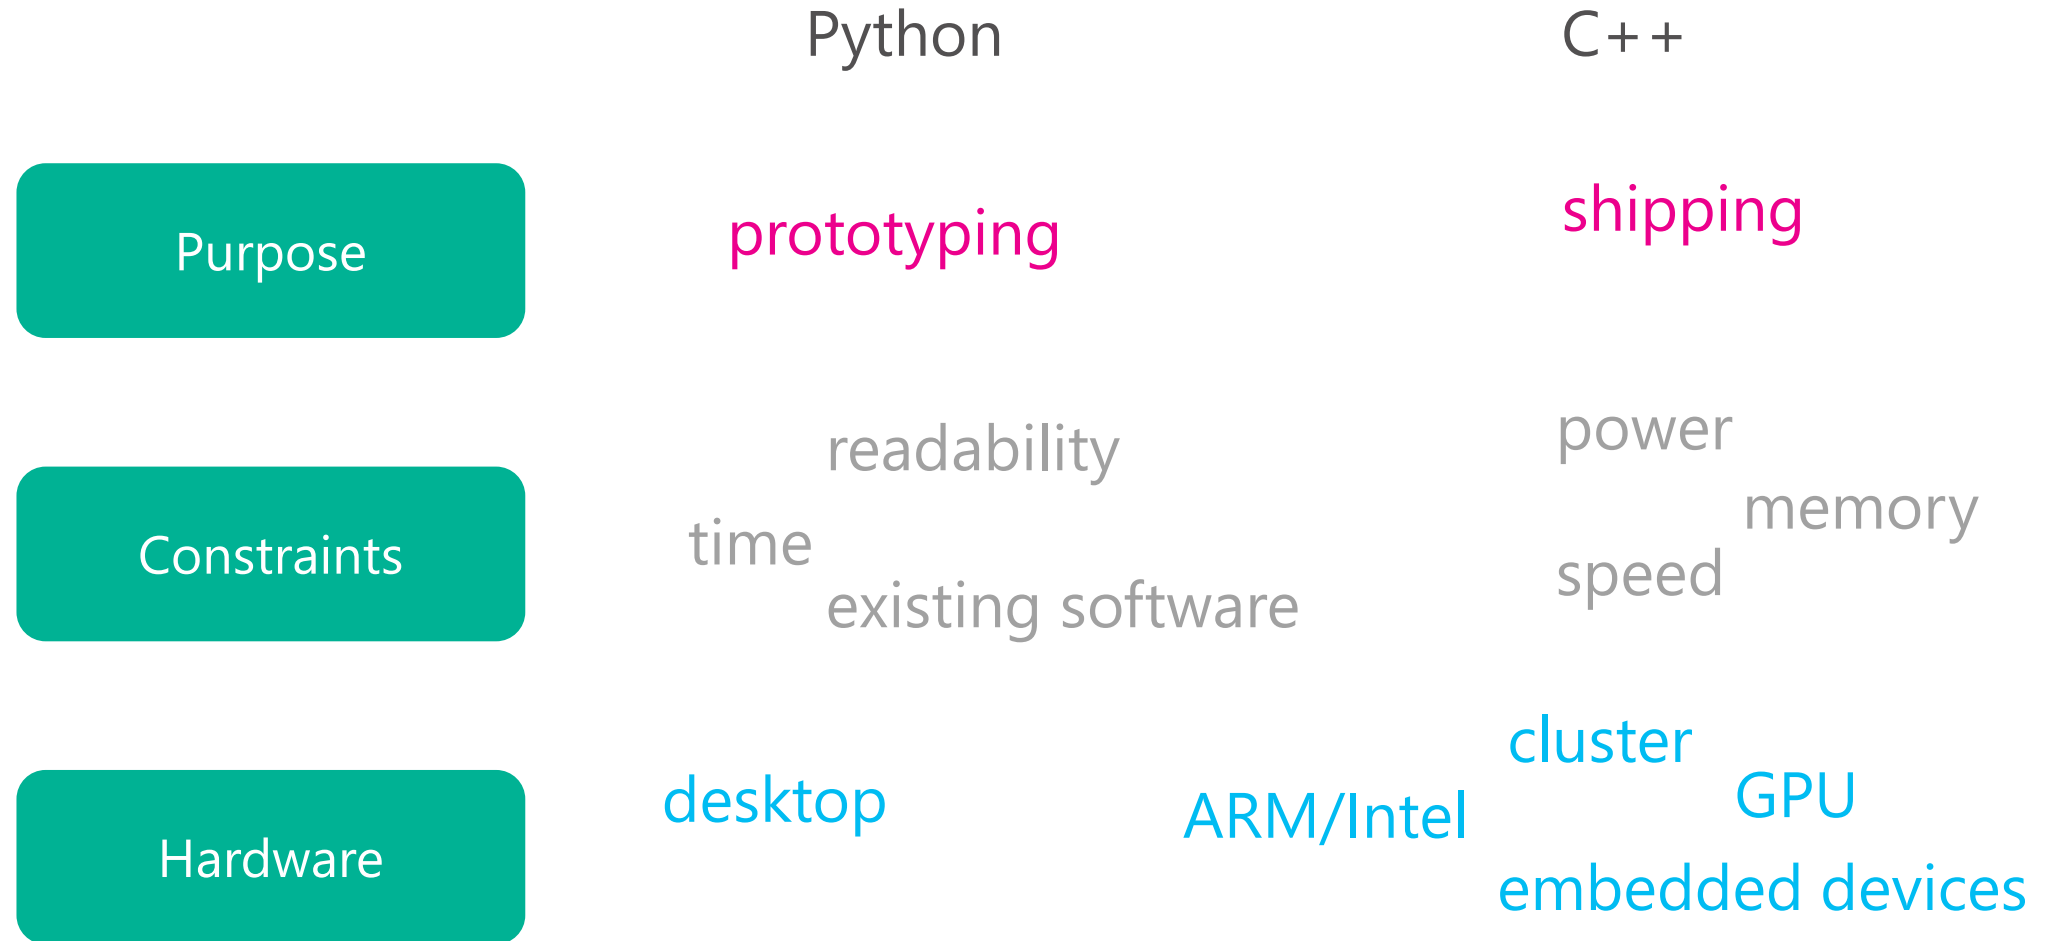 Python
C++
Purpose
prototyping
shipping
Constraints
readability
time
existing software
power
memory
speed
Hardware
desktop
ARM/Intel
cluster
GPU
embedded devices